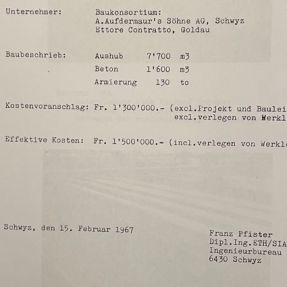 Unternehmer: Baukonsortium:
A.Aufdermaur's Söhne AG, Schwyz
Ettore Contratto, Goldau
Baubeschrieb: Aushub 7'700 m3
Beton 1'600 m3
Armierung 130 to
Kostenvoranschlag: Fr. 1'300'000.- (excl.Projekt und Baulei
excl.verlegen von Werkl
Effektive Kosten: Fr. 1'500'000.- (incl.verlegen von Werkle
Schwyz, den 15. Februar 1967
Franz Pfister
Dipl.Ing.ETH/SIA
Ingenieurbureau
6430 Schwyz